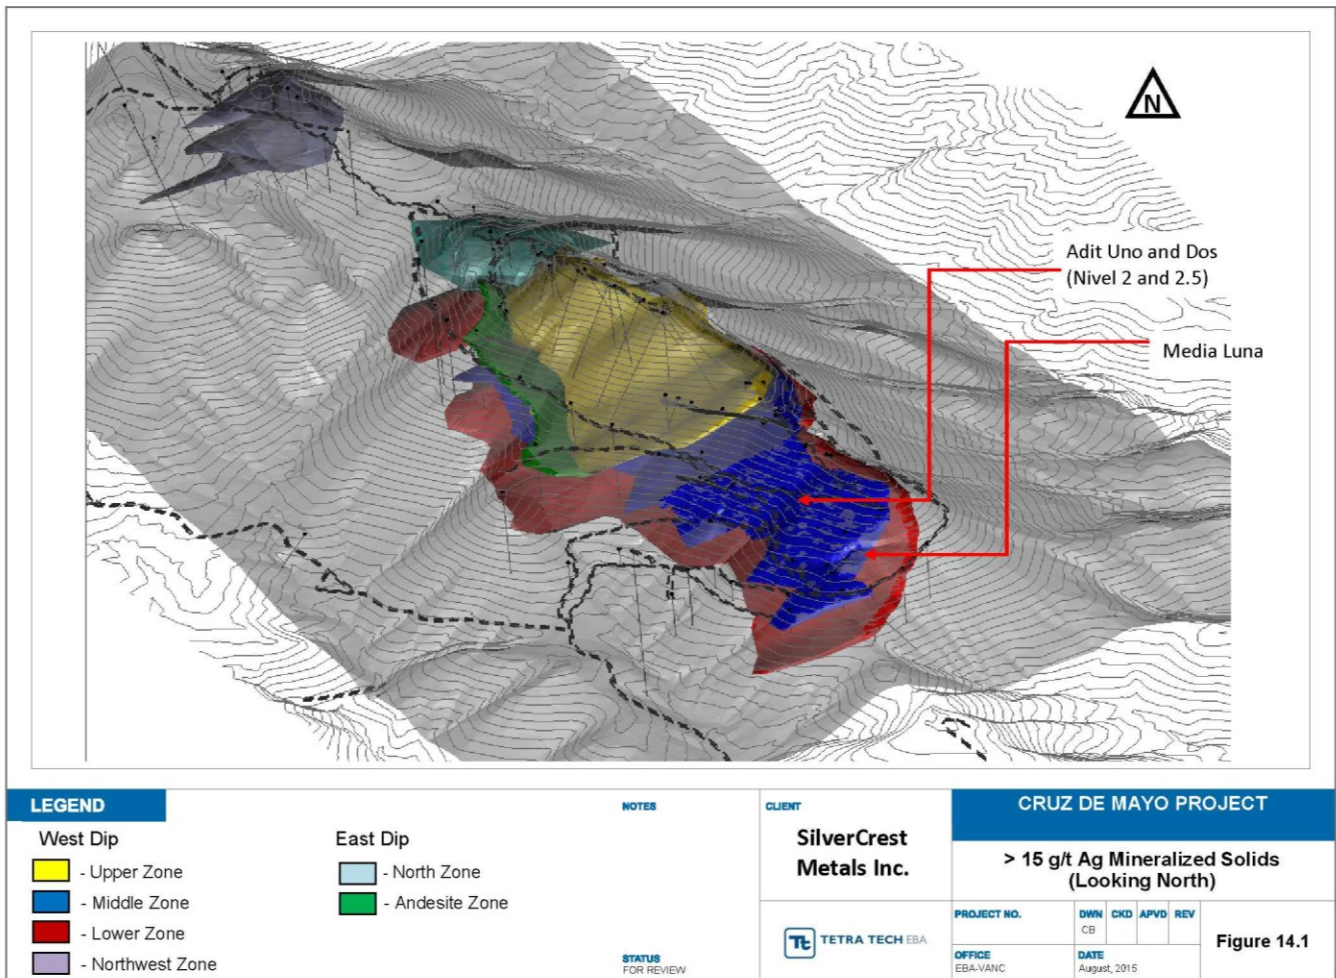 N
Adit Uno and Dos
(Nivel 2 and 2.5)
Media Luna
LEGEND
West Dip
- Upper Zone
- Middle Zone
- Lower Zone
- Northwest Zone
East Dip
- North Zone
- Andesite Zone
NOTES
STATUS
FOR REVIEW
CLIENT
SilverCrest
Metals Inc.
Tt TETRA TECH EBA
CRUZ DE MAYO PROJECT
> 15 g/t Ag Mineralized Solids
(Looking North)
PROJECT NO.
DWN CKD APVD REV
CB
OFFICE
EBA-VANC
DATE
August, 2015
Figure 14.1